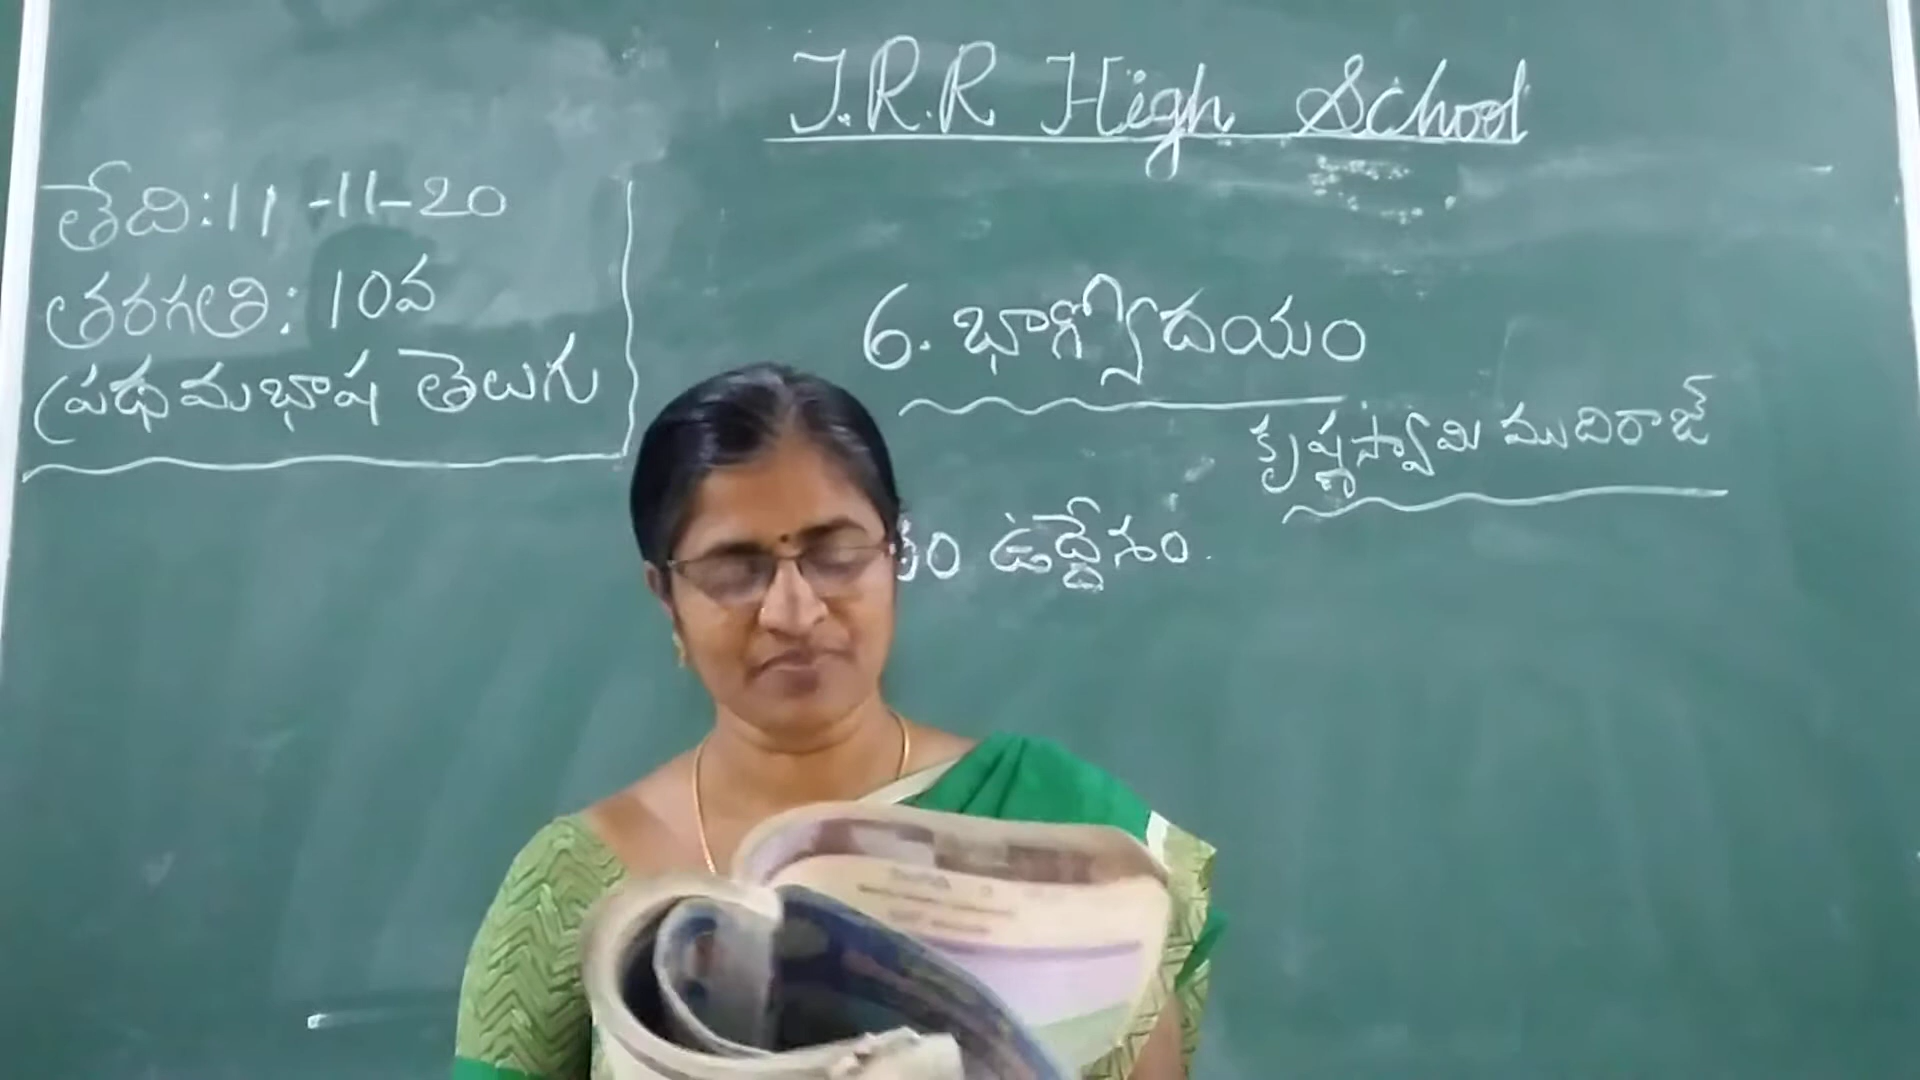 J.R.R High School
తేది:11-11-20
తరగతి: 10వ
ప్రథమభాష తెలుగు
6. భాగ్యోదయం
కృష్ణస్వామి ముదిరాజ్
ఉద్దేశం.